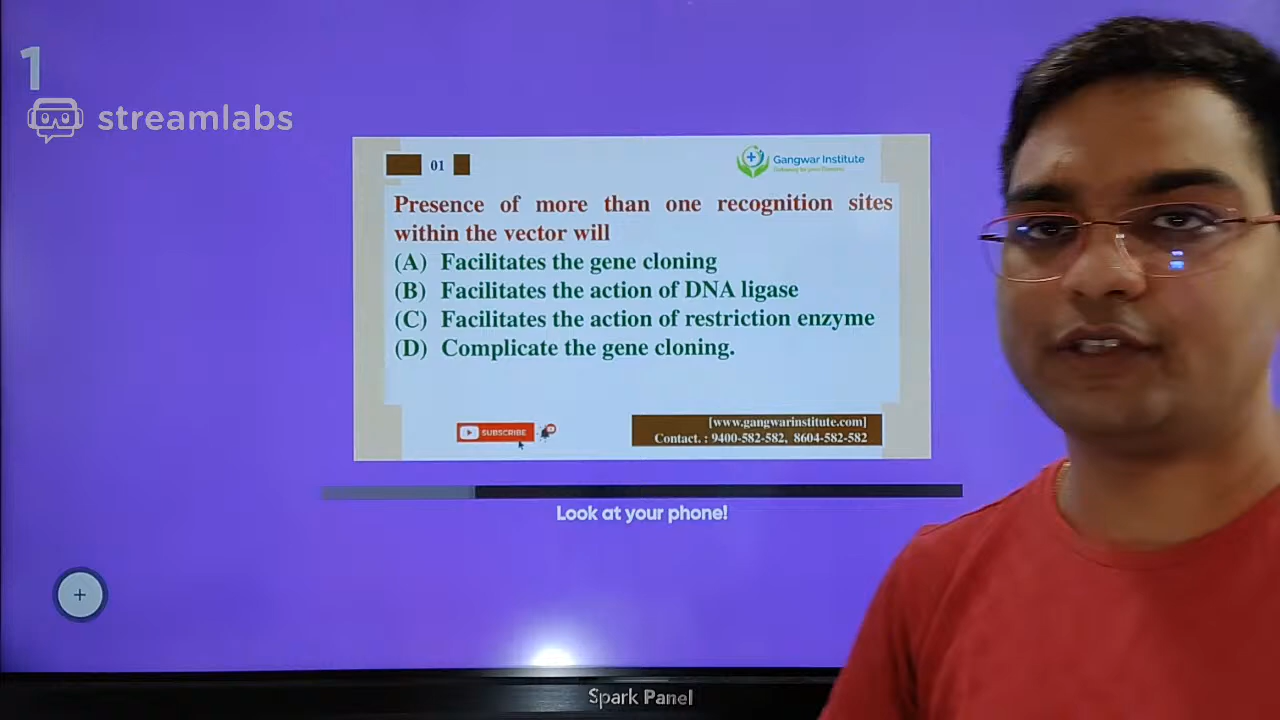 1
streamlabs
01
Gangwar Institute
Presence of more than one recognition sites
within the vector will
(A) Facilitates the gene cloning
(B) Facilitates the action of DNA ligase
(C) Facilitates the action of restriction enzyme
(D) Complicate the gene cloning.
SUBSCRIBE
[www.gangwarinstitute.com]
Contact. : 9400-582-582, 8604-582-582
Look at your phone!
+
Spark Panel